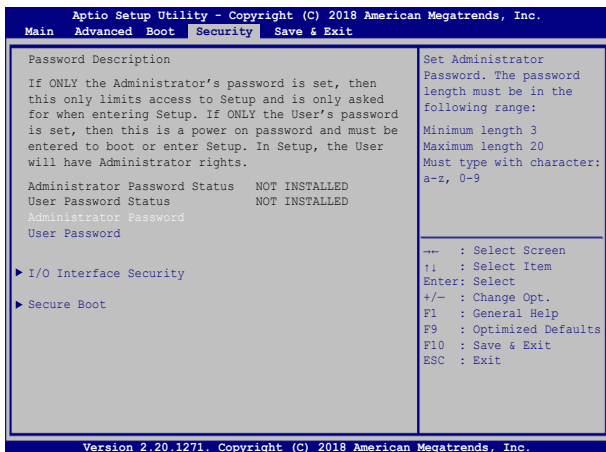 Aptio Setup Utility - Copyright (C) 2018 American Megatrends, Inc.
Main Advanced Boot Security Save & Exit
Password Description
If ONLY the Administrator's password is set, then
this only limits access to Setup and is only asked
for when entering Setup. If ONLY the User's password
is set, then this is a power on password and must be
entered to boot or enter Setup. In Setup, the User
will have Administrator rights.
Administrator Password Status NOT INSTALLED
User Password Status NOT INSTALLED
Administrator Password
User Password
I/O Interface Security
Secure Boot
Set Administrator
Password. The password
length must be in the
following range:
Minimum length 3
Maximum length 20
Must type with character:
a-z, 0-9
→← : Select Screen
↑↓ : Select Item
Enter: Select
+/— : Change Opt.
F1 : General Help
F9 : Optimized Defaults
F10 : Save & Exit
ESC : Exit
Version 2.20.1271. Copyright (C) 2018 American Megatrends, Inc.